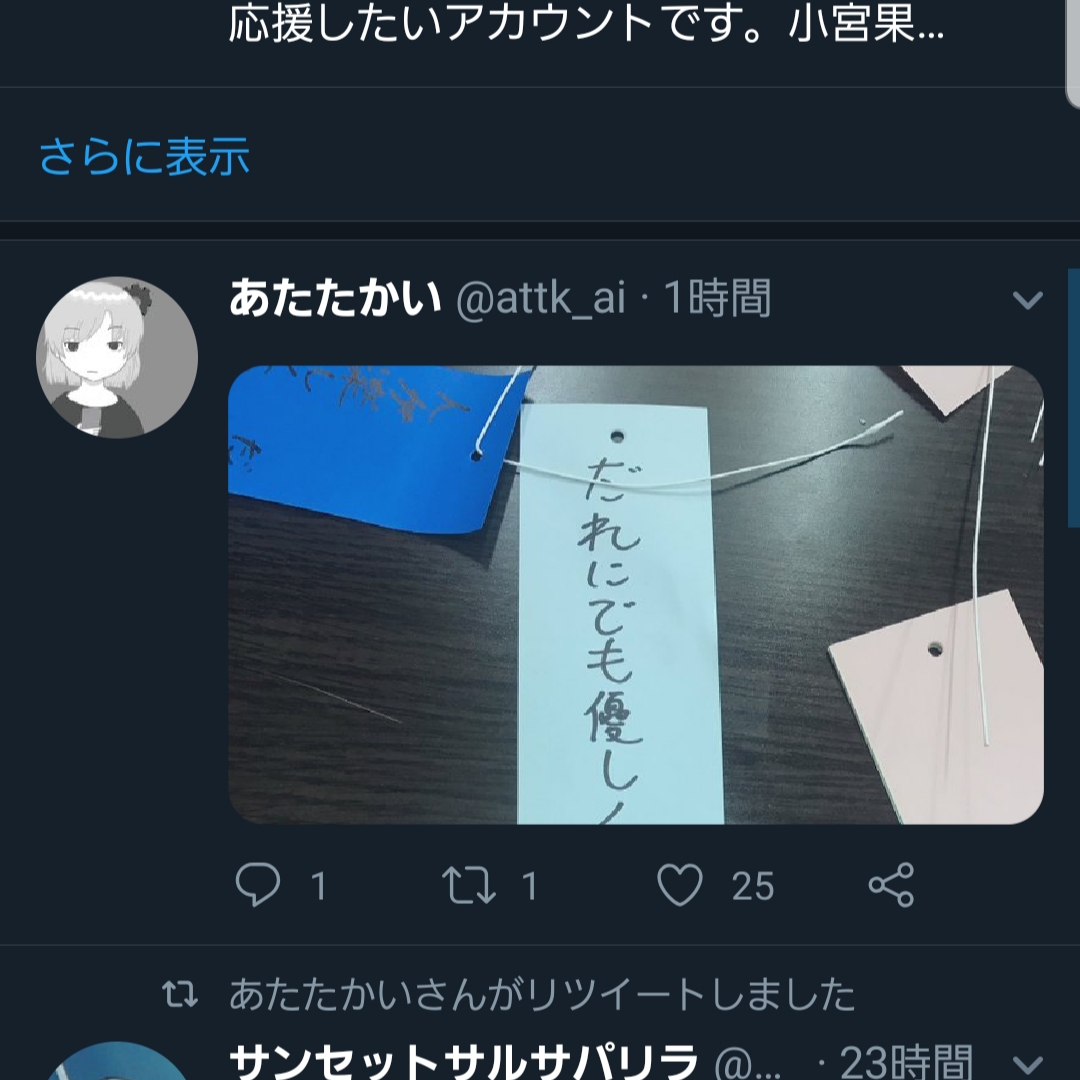 応援したいアカウントです。小宮果...
さらに表示
あたたかい @attk_ai · 1時間
だれにでも優し
1 1 25
あたたかいさんがリツイートしました
サンセットサルサパリラ @... · 23時間